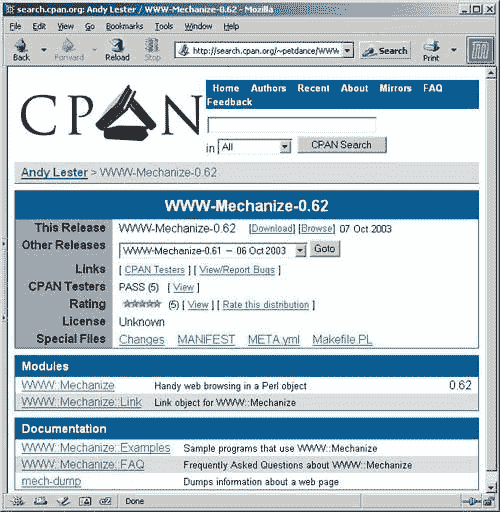 search.cpan.org: Andy Lester / WWW-Mechanize-0.62 - Mozilla
File Edit View Go Bookmarks Tools Window Help
Back Forward Reload Stop http://search.cpan.org/~petdance/WWW Search Print
CPAN
Home Authors Recent About Mirrors FAQ
Feedback
in All CPAN Search
Andy Lester > WWW-Mechanize-0.62
WWW-Mechanize-0.62
This Release WWW-Mechanize-0.62 [Download] [Browse] 07 Oct 2003
Other Releases WWW-Mechanize-0.61 -- 06 Oct 2003 Goto
Links [ CPAN Testers ] [ View/Report Bugs ]
CPAN Testers PASS (5) [ View ]
Rating (5) [ View ] [ Rate this distribution ]
License Unknown
Special Files Changes MANIFEST META.yml Makefile.PL
Modules
WWW::Mechanize Handy web browsing in a Perl object 0.62
WWW::Mechanize::Link Link object for WWW::Mechanize
Documentation
WWW::Mechanize::Examples Sample programs that use WWW::Mechanize
WWW::Mechanize::FAQ Frequently Asked Questions about WWW::Mechanize
mech-dump Dumps information about a web page
Done